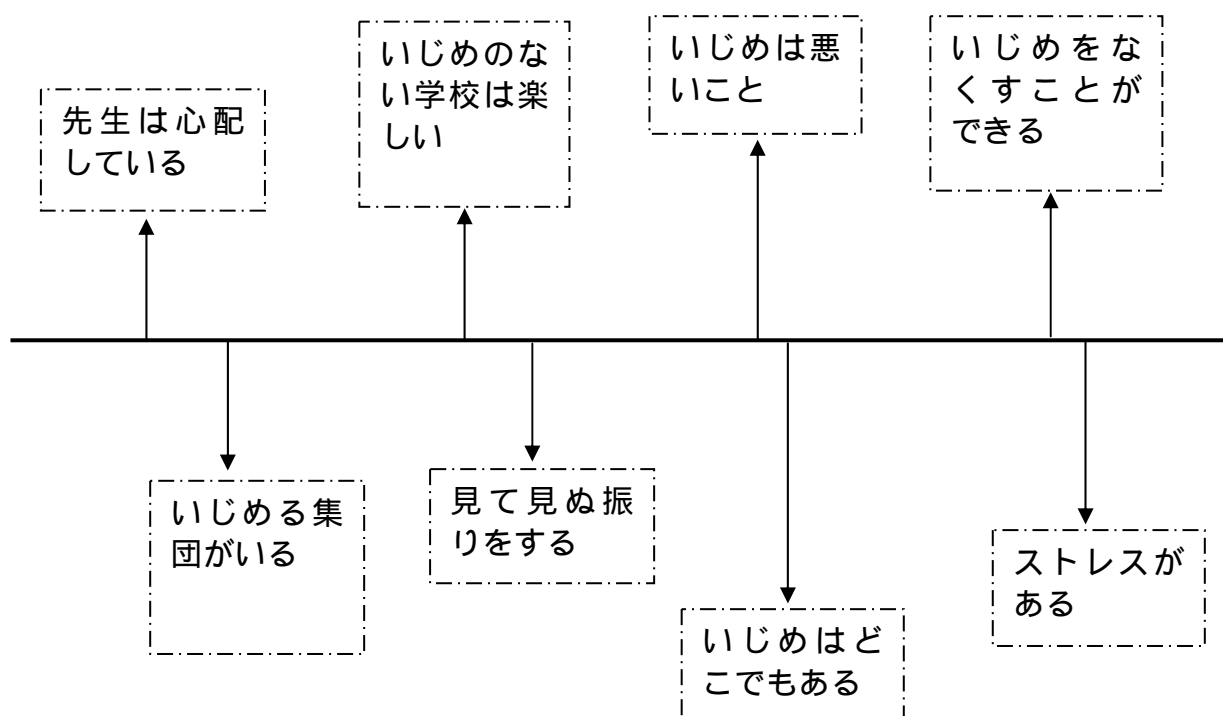 先生は心配
している
いじめのな
い学校は楽
しい
いじめは悪
いこと
いじめをな
くすことが
できる
いじめる集
団がいる
見て見ぬ振
りをする
いじめはど
こでもある
ストレスが
ある